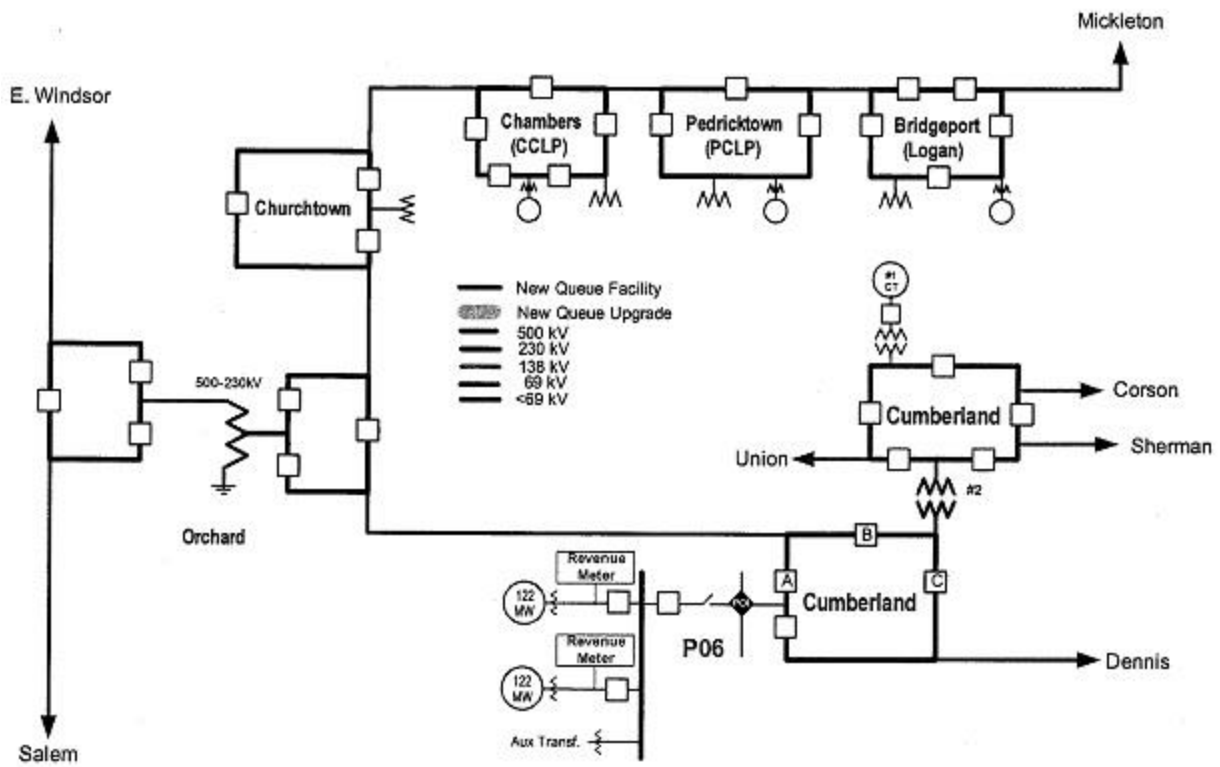 Mickleton
E. Windsor
Chambers
(CCLP)
Pedricktown
(PCLP)
Bridgeport
(Logan)
Churchtown
#1
CT
New Queue Facility
New Queue Upgrade
500 kV
230 kV
138 kV
69 kV
<69 kV
500-230kV
Corson
Cumberland
Sherman
Union
#2
Orchard
B
Revenue
Meter
A
C
122
MW
POI
Cumberland
P06
Revenue
Meter
Dennis
122
MW
Aux Transf.
Salem